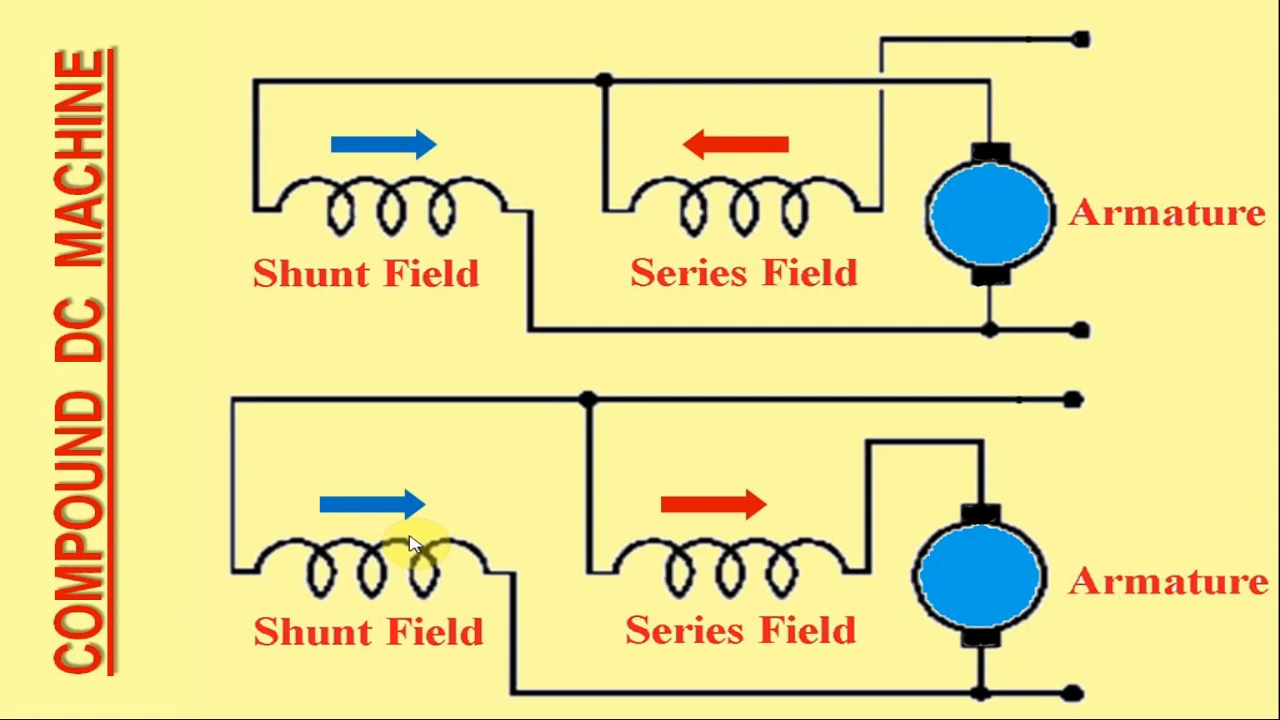 COMPOUND DC MACHINE
Armature
Shunt Field
Series Field
Armature
Shunt Field
Series Field